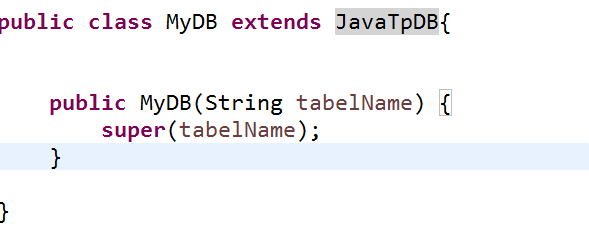 public class MyDB extends JavaTpDB{
public MyDB(String tabelName) {
super(tabelName);
}
}